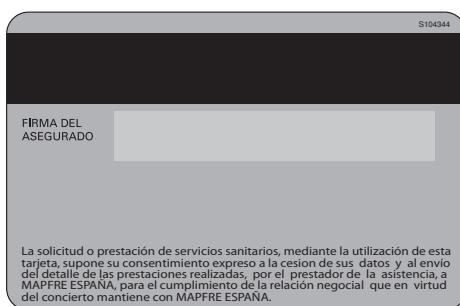 S104344
FIRMA DEL
ASEGURADO
La solicitud o prestación de servicios sanitarios, mediante la utilización de esta
tarjeta, supone su consentimiento expreso a la cesion de sus datos y al envío
del detalle de las prestaciones realizadas, por el prestador de la asistencia, a
MAPFRE ESPAÑA, para el cumplimiento de la relación negocial que en virtud
del concierto mantiene con MAPFRE ESPAÑA.